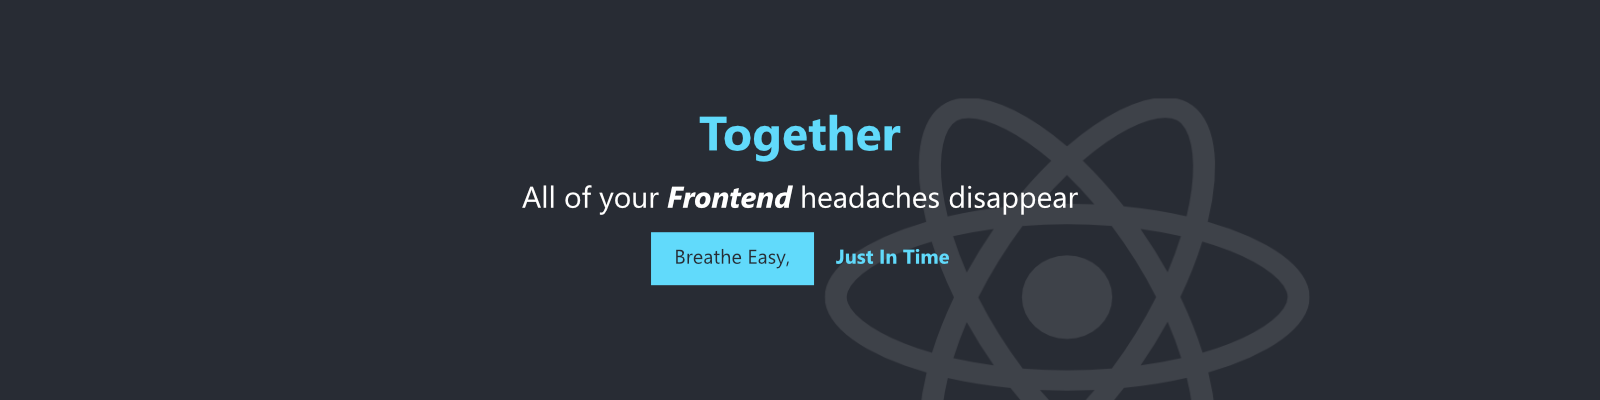 Together
All of your Frontend headaches disappear
Breathe Easy, Just In Time